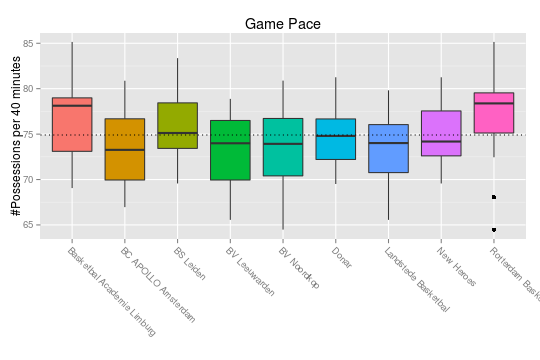 Game Pace
#Possessions per 40 minutes
85
80
75
70
65
Basketbal Academie Limburg
BC APOLLO Amsterdam
BS Leiden
BV Leeuwarden
BV Noordkop
Donar
Landstede Basketbal
New Heroes
Rotterdam